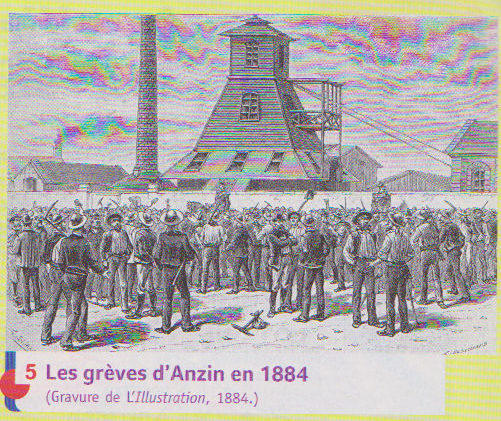 5 Les grèves d'Anzin en 1884
(Gravure de L'Illustration, 1884.)